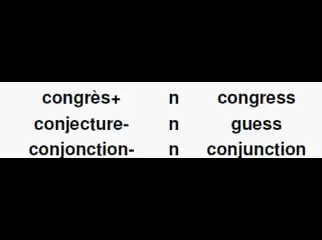 congrès+ n congress
conjecture- n guess
conjonction- n conjunction